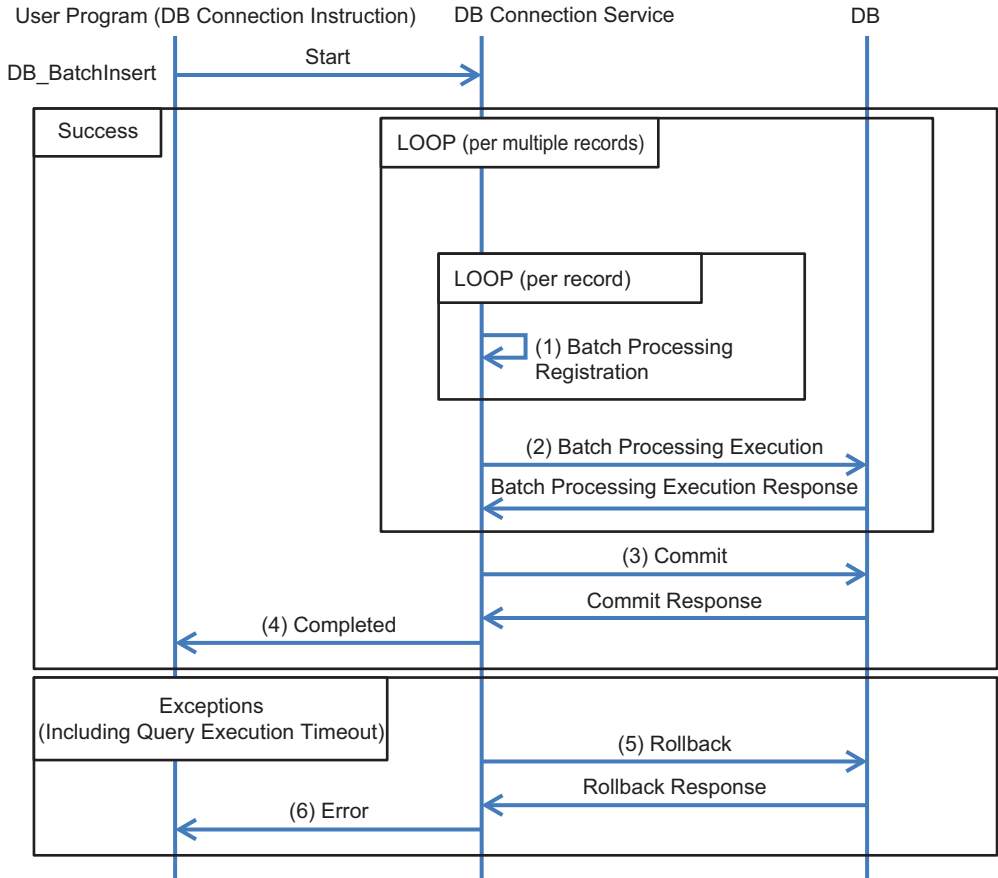 User Program (DB Connection Instruction)
DB Connection Service
DB
DB_BatchInsert
Start
Success
LOOP (per multiple records)
LOOP (per record)
(1) Batch Processing
Registration
(2) Batch Processing Execution
Batch Processing Execution Response
(3) Commit
Commit Response
(4) Completed
Exceptions
(Including Query Execution Timeout)
(5) Rollback
Rollback Response
(6) Error